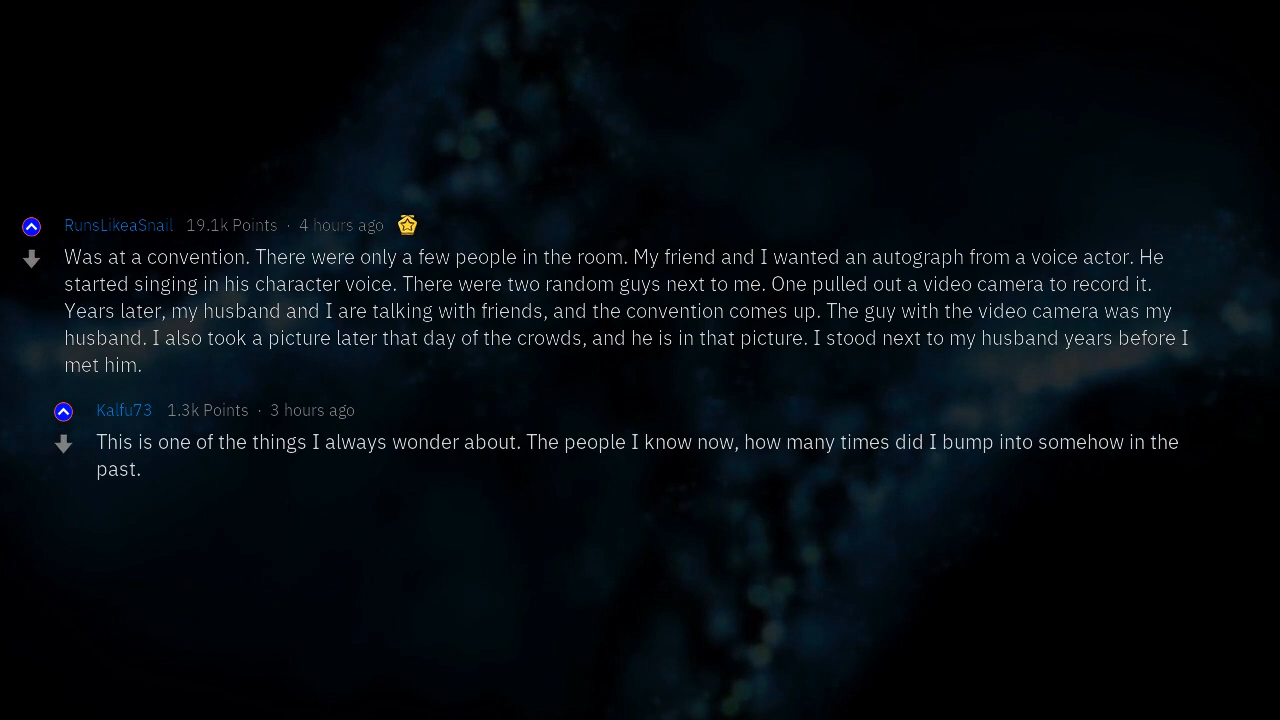 RunsLikeaSnail 19.1k Points · 4 hours ago
Was at a convention. There were only a few people in the room. My friend and I wanted an autograph from a voice actor. He
started singing in his character voice. There were two random guys next to me. One pulled out a video camera to record it.
Years later, my husband and I are talking with friends, and the convention comes up. The guy with the video camera was my
husband. I also took a picture later that day of the crowds, and he is in that picture. I stood next to my husband years before I
met him.
Kalfu73 1.3k Points · 3 hours ago
This is one of the things I always wonder about. The people I know now, how many times did I bump into somehow in the
past.